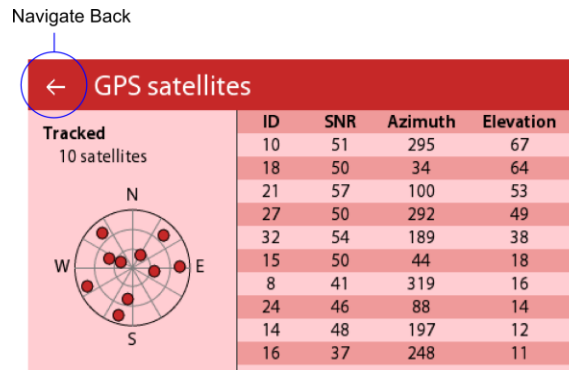 Navigate Back
← GPS satellites
Tracked
10 satellites
N
W E
S
ID SNR Azimuth Elevation
10 51 295 67
18 50 34 64
21 57 100 53
27 50 292 49
32 54 189 38
15 50 44 18
8 41 319 16
24 46 88 14
14 48 197 12
16 37 248 11